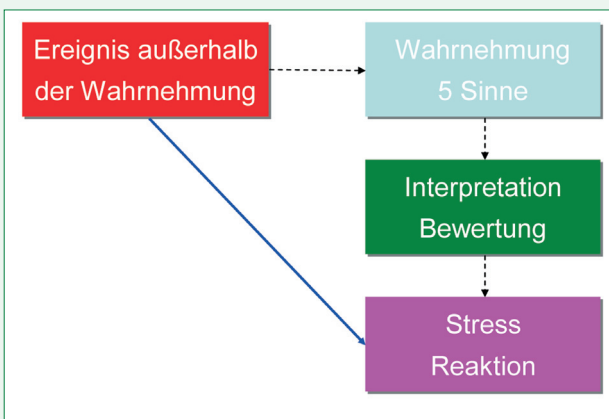 Ereignis außerhalb
der Wahrnehmung
Wahrnehmung
5 Sinne
Interpretation
Bewertung
Stress
Reaktion